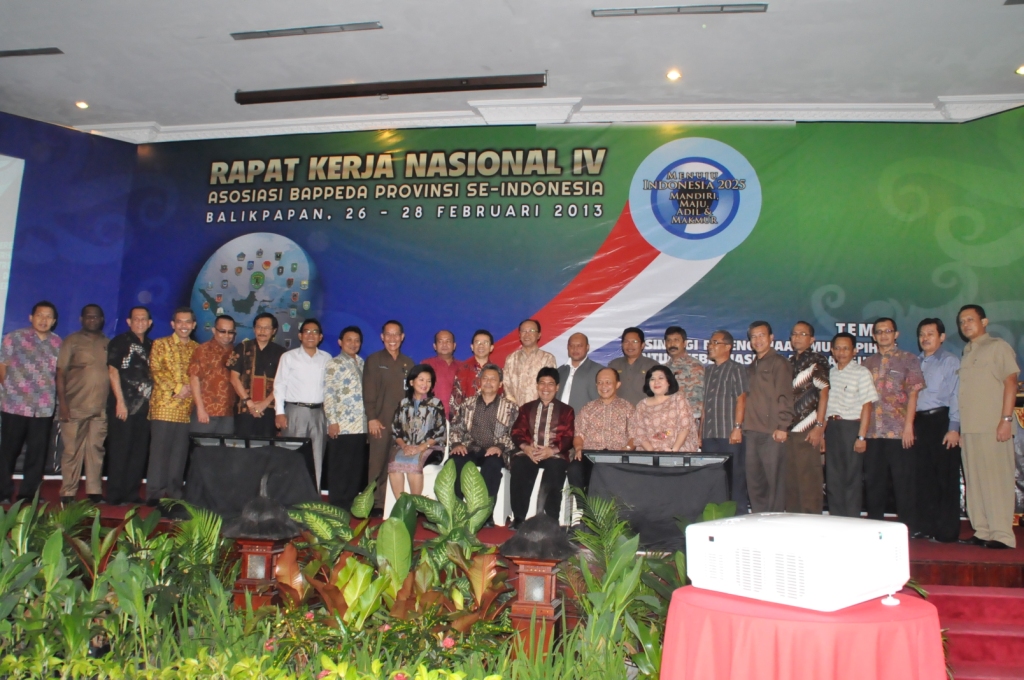 RAPAT KERJA NASIONAL IV
ASOSIASI BAPPEDA PROVINSI SE-INDONESIA
BALIKPAPAN, 26 - 28 FEBRUARI 2013
MENUJU
INDONESIA 2025
MANDIRI,
MAJU,
ADIL &
MAKMUR
TEM